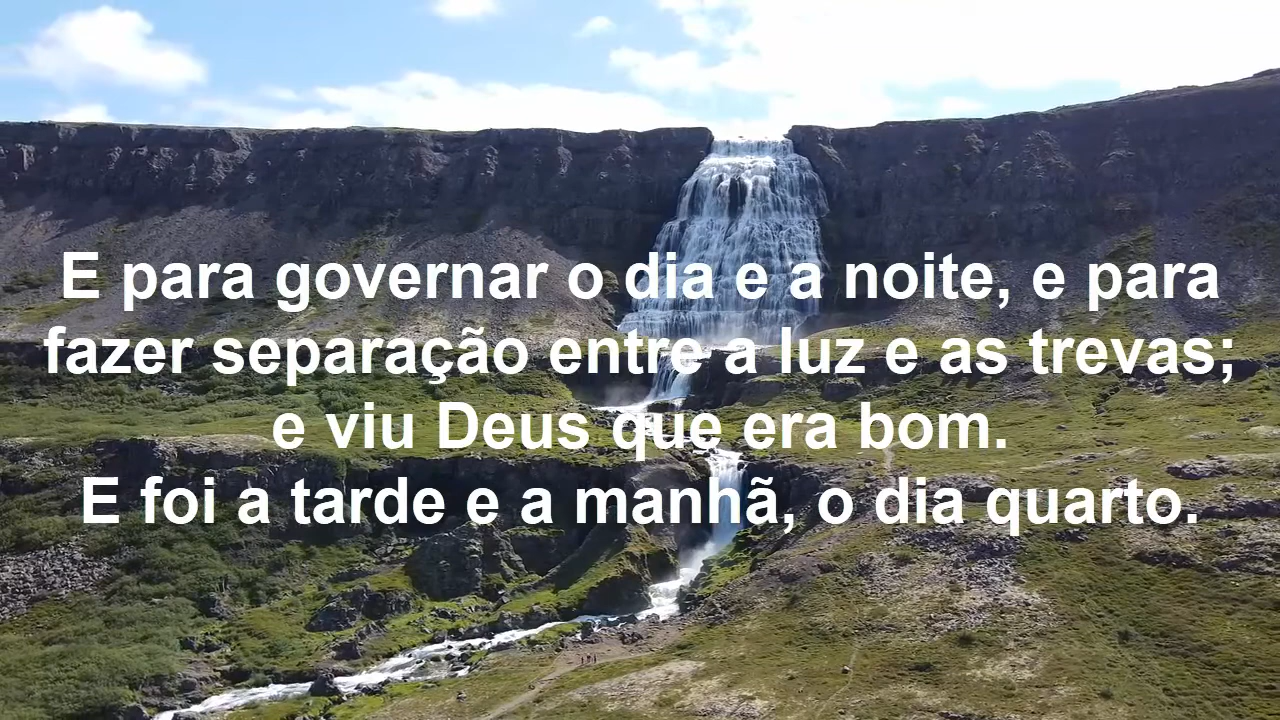 E para governar o dia e a noite, e para
fazer separação entre a luz e as trevas;
e viu Deus que era bom.
E foi a tarde e a manhã, o dia quarto.